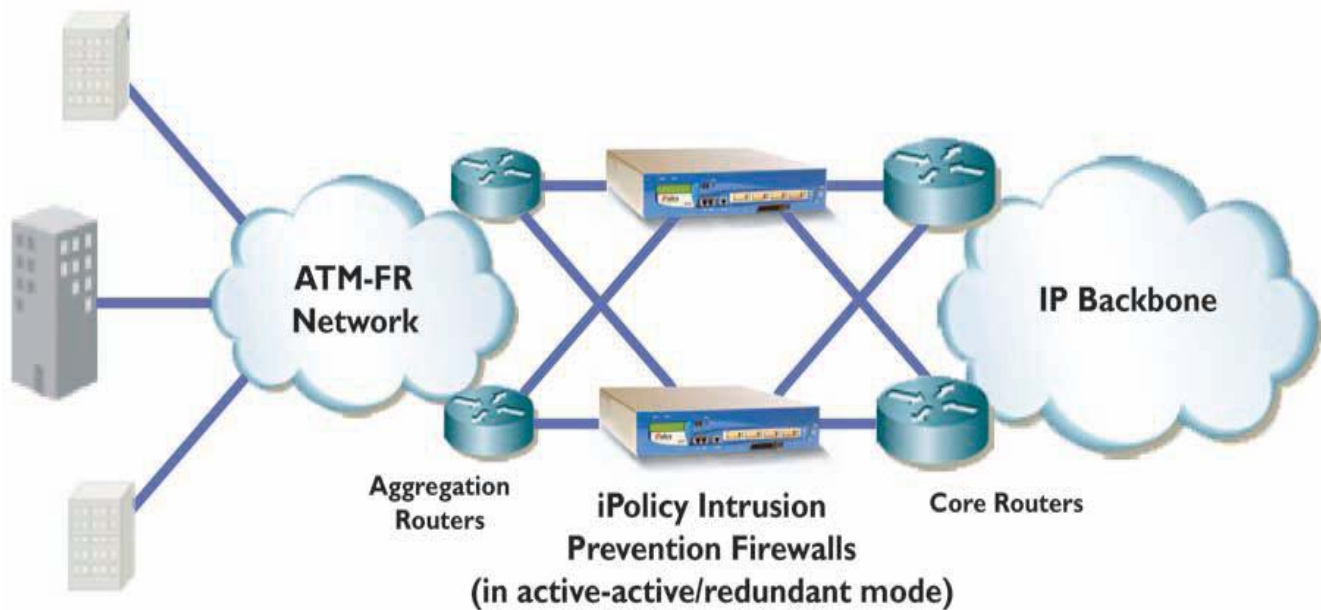 ATM-FR
Network
IP Backbone
Aggregation
Routers
iPolicy Intrusion
Prevention Firewalls
(in active-active/redundant mode)
Core Routers